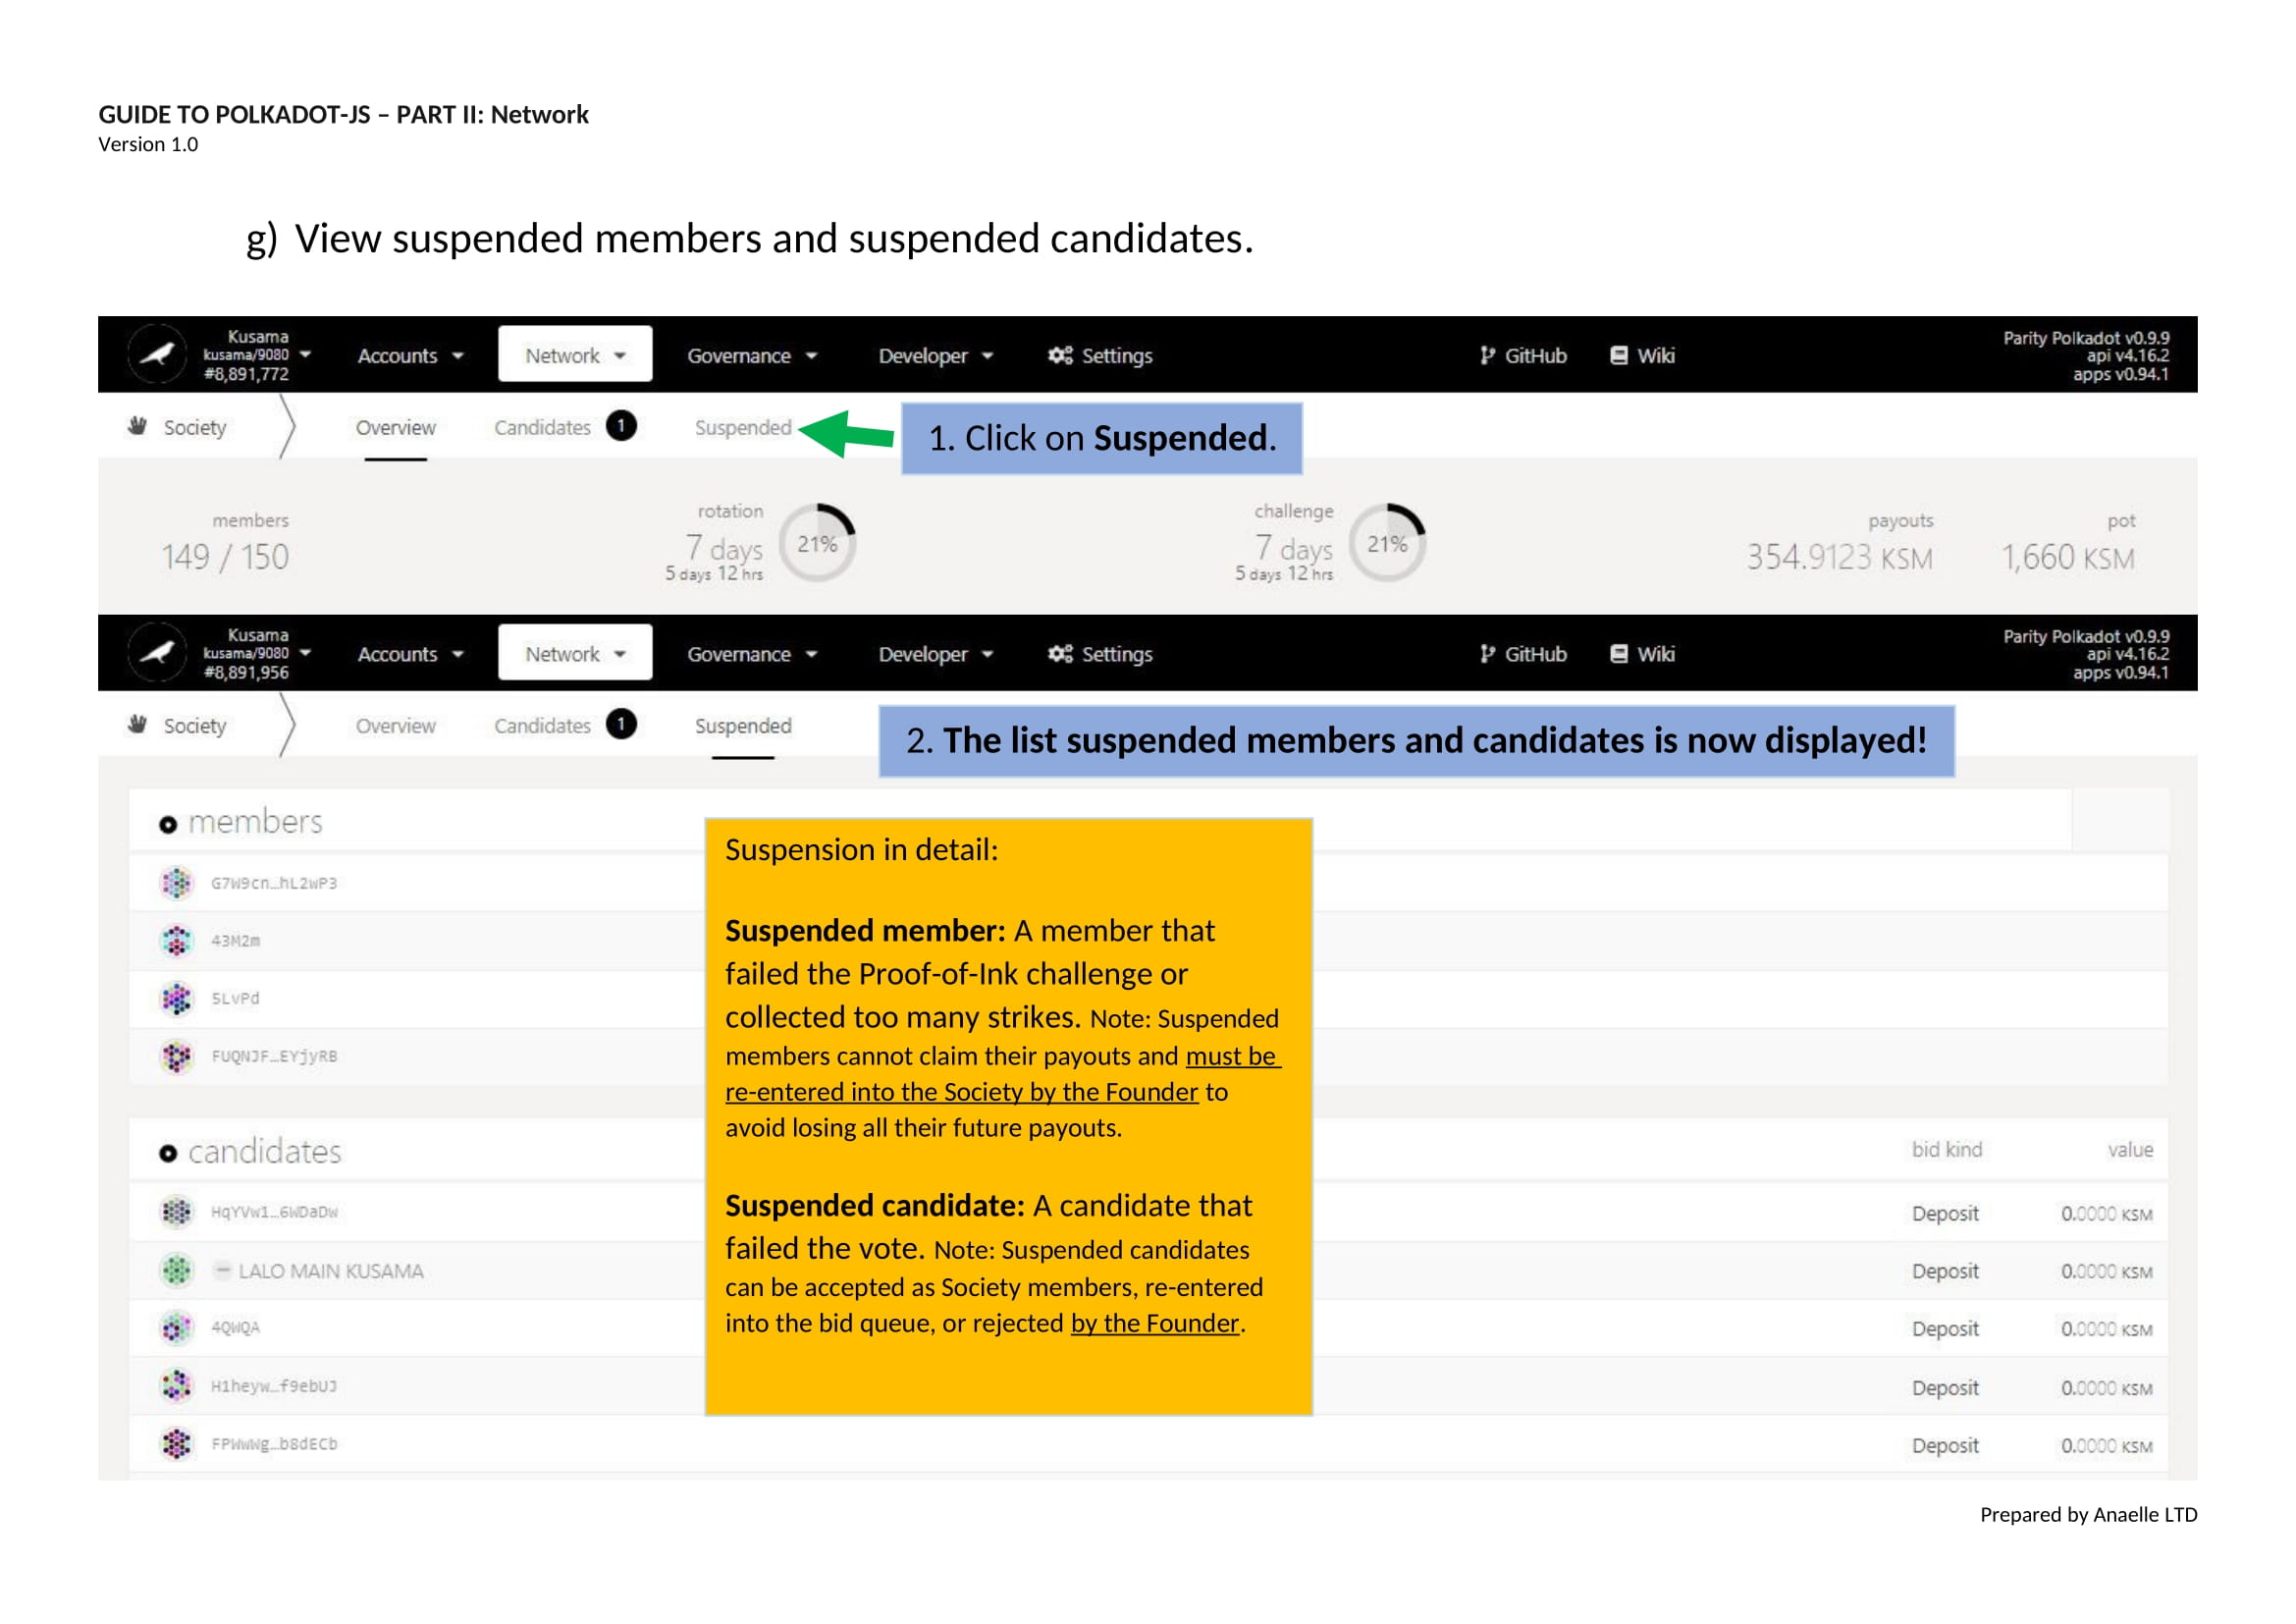 GUIDE TO POLKADOT-JS – PART II: Network
Version 1.0
g) View suspended members and suspended candidates.
Kusama
kusama/9080
#8,891,772
Accounts
Network
Governance
Developer
Settings
GitHub
Wiki
Parity Polkadot v0.9.9
api v4.16.2
apps v0.94.1
Society
Overview
Candidates 1
Suspended
1. Click on Suspended.
members
149 / 150
rotation
7 days
5 days 12 hrs
21%
challenge
7 days
5 days 12 hrs
21%
payouts
354.9123 KSM
pot
1,660 KSM
Kusama
kusama/9080
#8,891,956
Accounts
Network
Governance
Developer
Settings
GitHub
Wiki
Parity Polkadot v0.9.9
api v4.16.2
apps v0.94.1
Society
Overview
Candidates 1
Suspended
2. The list suspended members and candidates is now displayed!
members
G7W9cn…hL2wP3
43M2m
5LvPd
FUQNJF…EYjyRB
Suspension in detail:
Suspended member: A member that
failed the Proof-of-Ink challenge or
collected too many strikes. Note: Suspended
members cannot claim their payouts and must be
re-entered into the Society by the Founder to
avoid losing all their future payouts.
Suspended candidate: A candidate that
failed the vote. Note: Suspended candidates
can be accepted as Society members, re-entered
into the bid queue, or rejected by the Founder.
candidates
bid kind
value
HqYVw1…6WDaDw
Deposit
0.0000 KSM
LALO MAIN KUSAMA
Deposit
0.0000 KSM
4QWQA
Deposit
0.0000 KSM
H1heyw…f9ebUJ
Deposit
0.0000 KSM
FPWwWg…b8dECb
Deposit
0.0000 KSM
Prepared by Anaelle LTD